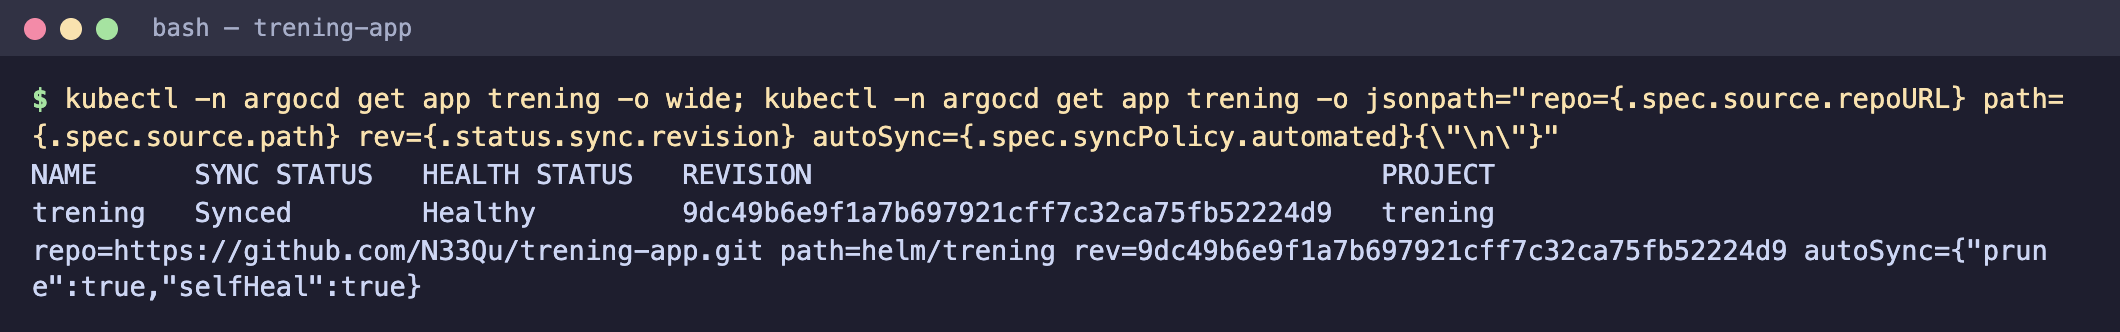 bash — trening-app
$ kubectl -n argocd get app trening -o wide; kubectl -n argocd get app trening -o jsonpath="repo={.spec.source.repoURL} path=
{.spec.source.path} rev={.status.sync.revision} autoSync={.spec.syncPolicy.automated}{\"\n\"}"
NAME      SYNC STATUS   HEALTH STATUS   REVISION                                   PROJECT
trening   Synced        Healthy         9dc49b6e9f1a7b697921cff7c32ca75fb52224d9   trening
repo=https://github.com/N33Qu/trening-app.git path=helm/trening rev=9dc49b6e9f1a7b697921cff7c32ca75fb52224d9 autoSync={"prun
e":true,"selfHeal":true}